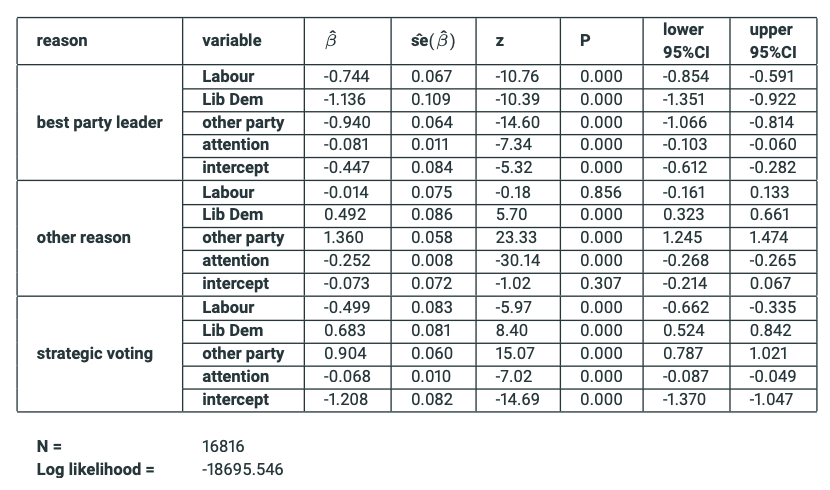 reason variable β̂ ŝe(β̂) z P lower 95%CI upper 95%CI
best party leader
Labour -0.744 0.067 -10.76 0.000 -0.854 -0.591
Lib Dem -1.136 0.109 -10.39 0.000 -1.351 -0.922
other party -0.940 0.064 -14.60 0.000 -1.066 -0.814
attention -0.081 0.011 -7.34 0.000 -0.103 -0.060
intercept -0.447 0.084 -5.32 0.000 -0.612 -0.282
other reason
Labour -0.014 0.075 -0.18 0.856 -0.161 0.133
Lib Dem 0.492 0.086 5.70 0.000 0.323 0.661
other party 1.360 0.058 23.33 0.000 1.245 1.474
attention -0.252 0.008 -30.14 0.000 -0.268 -0.265
intercept -0.073 0.072 -1.02 0.307 -0.214 0.067
strategic voting
Labour -0.499 0.083 -5.97 0.000 -0.662 -0.335
Lib Dem 0.683 0.081 8.40 0.000 0.524 0.842
other party 0.904 0.060 15.07 0.000 0.787 1.021
attention -0.068 0.010 -7.02 0.000 -0.087 -0.049
intercept -1.208 0.082 -14.69 0.000 -1.370 -1.047
N = 16816
Log likelihood = -18695.546